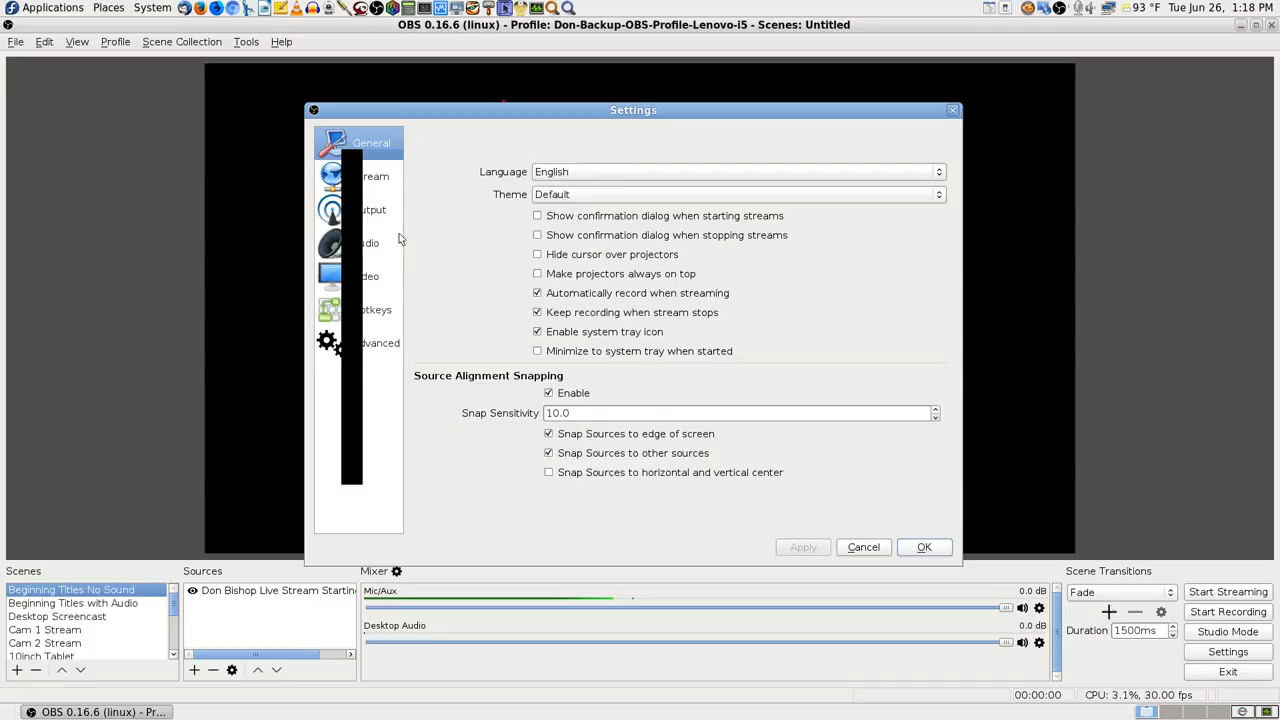 Applications Places System 93 °F Tue Jun 26, 1:18 PM
OBS 0.16.6 (linux) - Profile: Don-Backup-OBS-Profile-Lenovo-i5 - Scenes: Untitled
File Edit View Profile Scene Collection Tools Help
Settings
General
ream
utput
dio
deo
otkeys
dvanced
Language English
Theme Default
Show confirmation dialog when starting streams
Show confirmation dialog when stopping streams
Hide cursor over projectors
Make projectors always on top
Automatically record when streaming
Keep recording when stream stops
Enable system tray icon
Minimize to system tray when started
Source Alignment Snapping
Enable
Snap Sensitivity 10.0
Snap Sources to edge of screen
Snap Sources to other sources
Snap Sources to horizontal and vertical center
Apply Cancel OK
Scenes
Beginning Titles No Sound
Beginning Titles with Audio
Desktop Screencast
Cam 1 Stream
Cam 2 Stream
10inch Tablet
Sources
Don Bishop Live Stream Startin
Mixer
Mic/Aux 0.0 dB
Desktop Audio 0.0 dB
Scene Transitions
Fade
Duration 1500ms
Start Streaming
Start Recording
Studio Mode
Settings
Exit
00:00:00 CPU: 3.1%, 30.00 fps
OBS 0.16.6 (linux) - Pr...